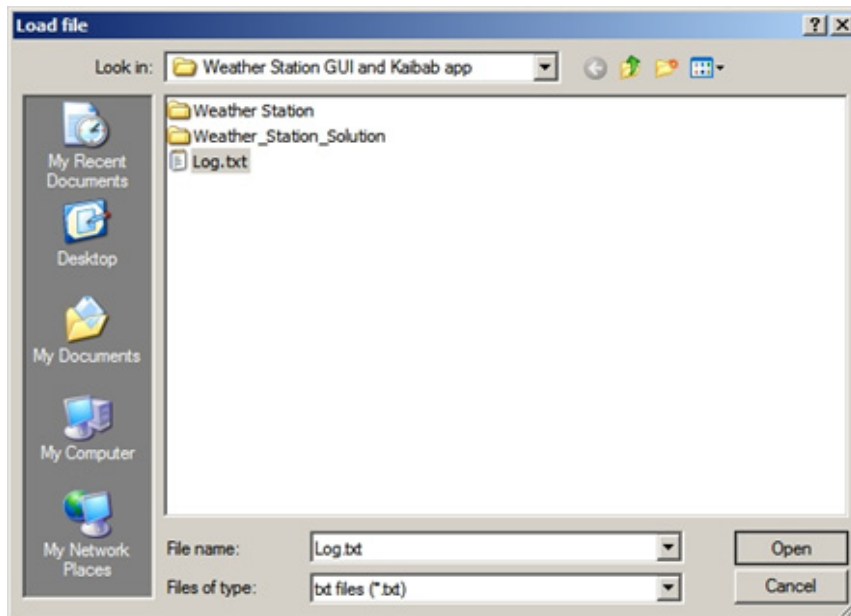 Load file
Look in: Weather Station GUI and Kaibab app
My Recent
Documents
Desktop
My Documents
My Computer
My Network
Places
Weather Station
Weather_Station_Solution
Log.txt
File name: Log.txt Open
Files of type: txt files (*.txt) Cancel